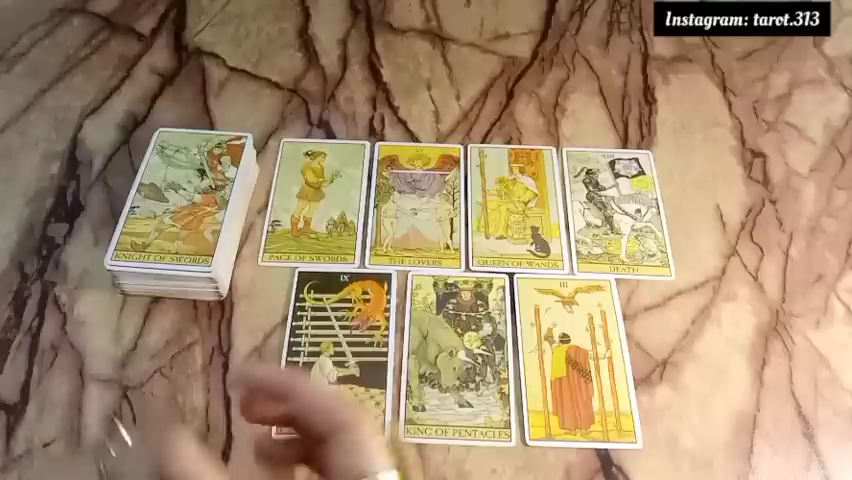 Instagram: tarot.313
KNIGHT OF SWORDS
PAGE OF SWORDS
VI
THE LOVERS
QUEEN OF WANDS
XIII
DEATH
IX
KING OF PENTACLES
III